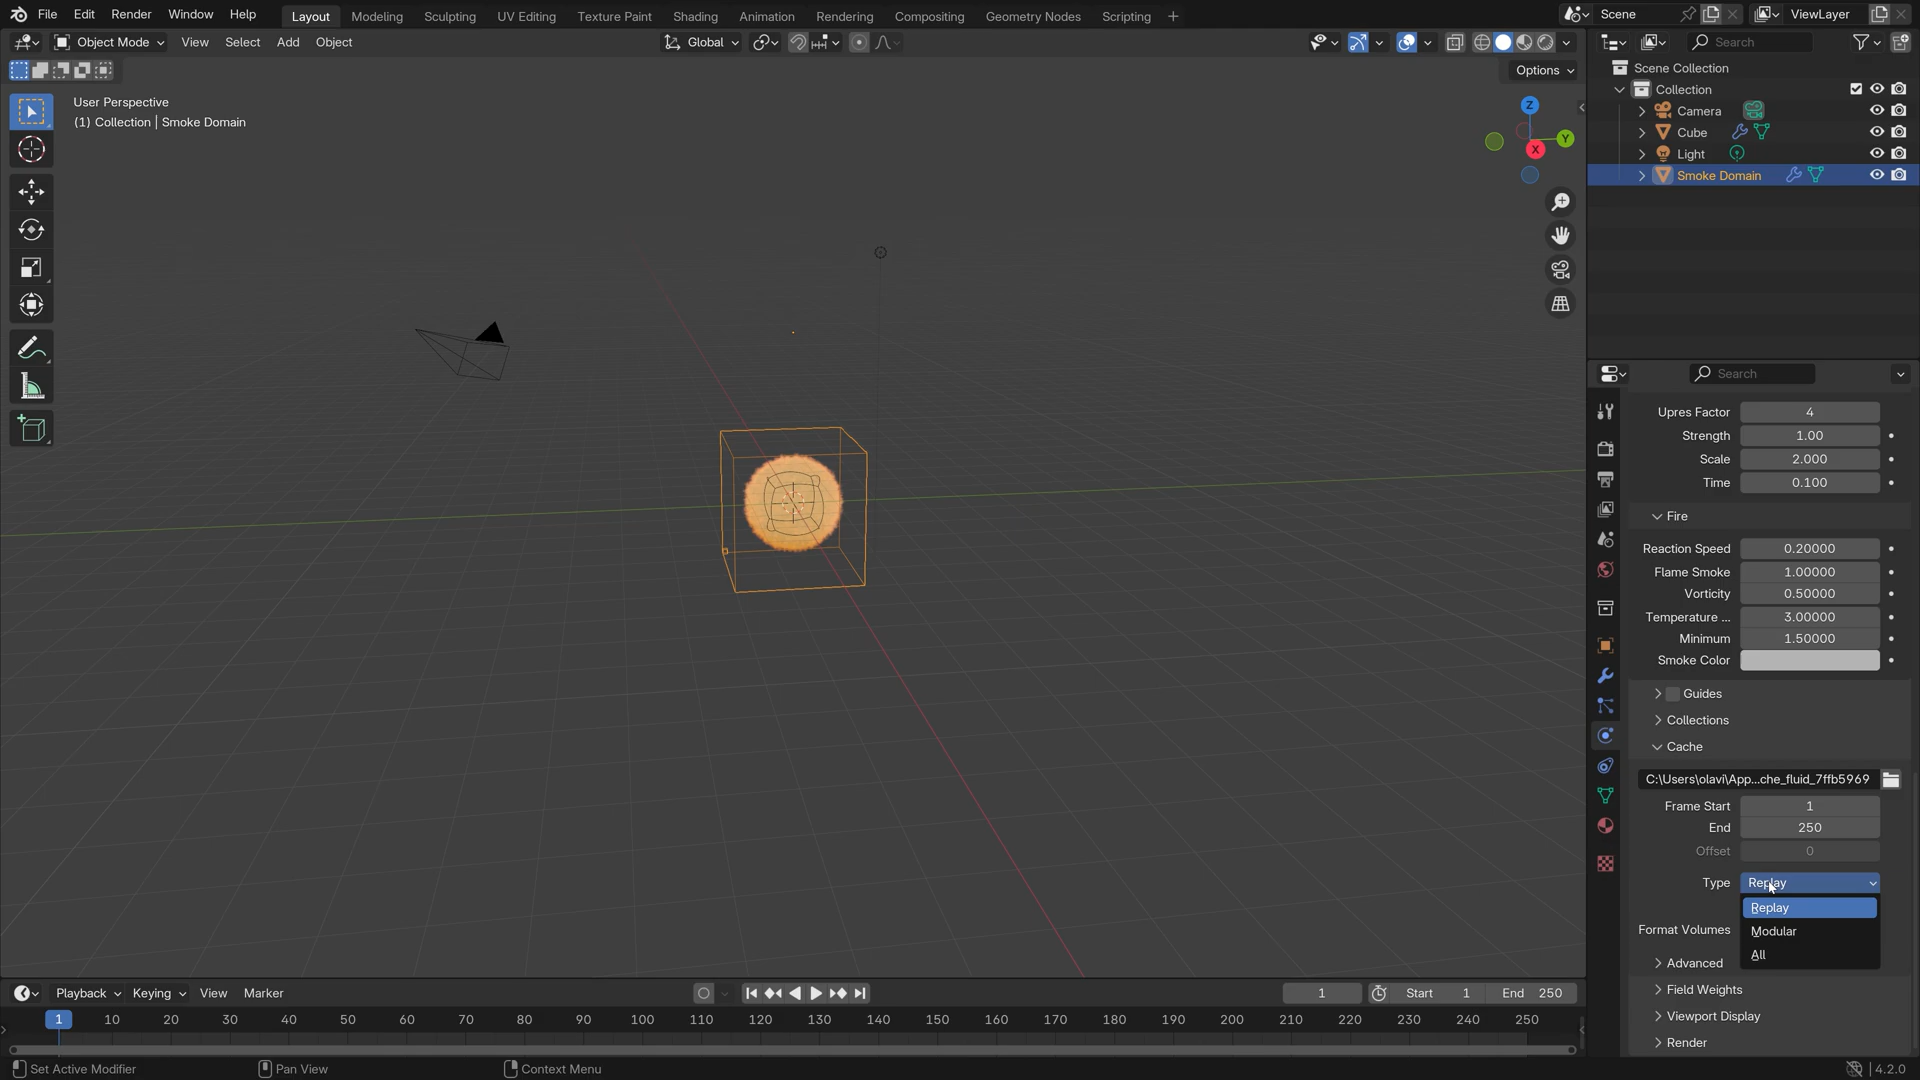 File Edit Render Window Help Layout Modeling Sculpting UV Editing Texture Paint Shading Animation Rendering Compositing Geometry Nodes Scripting + Scene ViewLayer
Object Mode View Select Add Object Global Search
Options
User Perspective
(1) Collection | Smoke Domain
Z
Y
X
Scene Collection
Collection
Camera
Cube
Light
Smoke Domain
Search
Upres Factor 4
Strength 1.00
Scale 2.000
Time 0.100
Fire
Reaction Speed 0.20000
Flame Smoke 1.00000
Vorticity 0.50000
Temperature ... 3.00000
Minimum 1.50000
Smoke Color
Guides
Collections
Cache
C:\Users\olavi\App...che_fluid_7ffb5969
Frame Start 1
End 250
Offset 0
Type Replay
Replay
Format Volumes Modular
All
Advanced
Field Weights
Viewport Display
Render
Playback Keying View Marker 1 Start 1 End 250
1 10 20 30 40 50 60 70 80 90 100 110 120 130 140 150 160 170 180 190 200 210 220 230 240 250
Set Active Modifier Pan View Context Menu 4.2.0